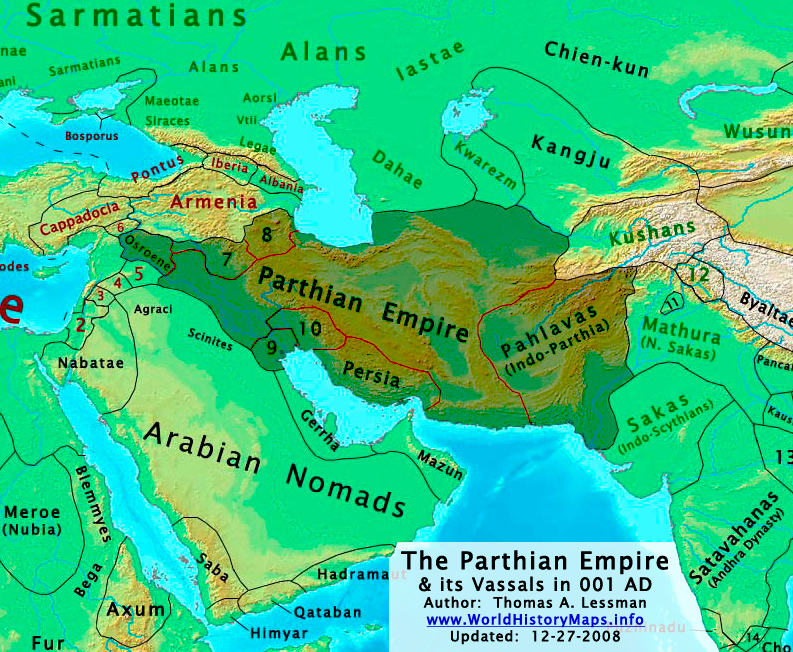 Sarmatians
nae
Sarmatians
ani
Alans
Alans
Iastae
Chien-kun
Maeotae
Siraces
Aorsi
Vtii
Legae
Bosporus
Wusun
Kangju
Kwarezm
Dahae
Pontus
Iberia
Albania
Armenia
Cappadocia
6
Kushans
odes
Osroene
7
8
5
4
3
2
e
Parthian Empire
Pahlavas
(Indo-Parthia)
12
11
Byaltae
Agraci
Scinites
9
10
Persia
Mathura
(N. Sakas)
Nabatae
Pancar
Sakas
(Indo-Scythians)
Kaus
Gerrha
Mazun
Arabian Nomads
13
Meroe
(Nubia)
Blemmyes
Bega
Satavahanas
(Andhra Dynasty)
Saba
Hadramaut
Axum
Qataban
Himyar
Fur
The Parthian Empire
& its Vassals in 001 AD
Author: Thomas A. Lessman
www.WorldHistoryMaps.info
Updated: 12-27-2008
14
Cho